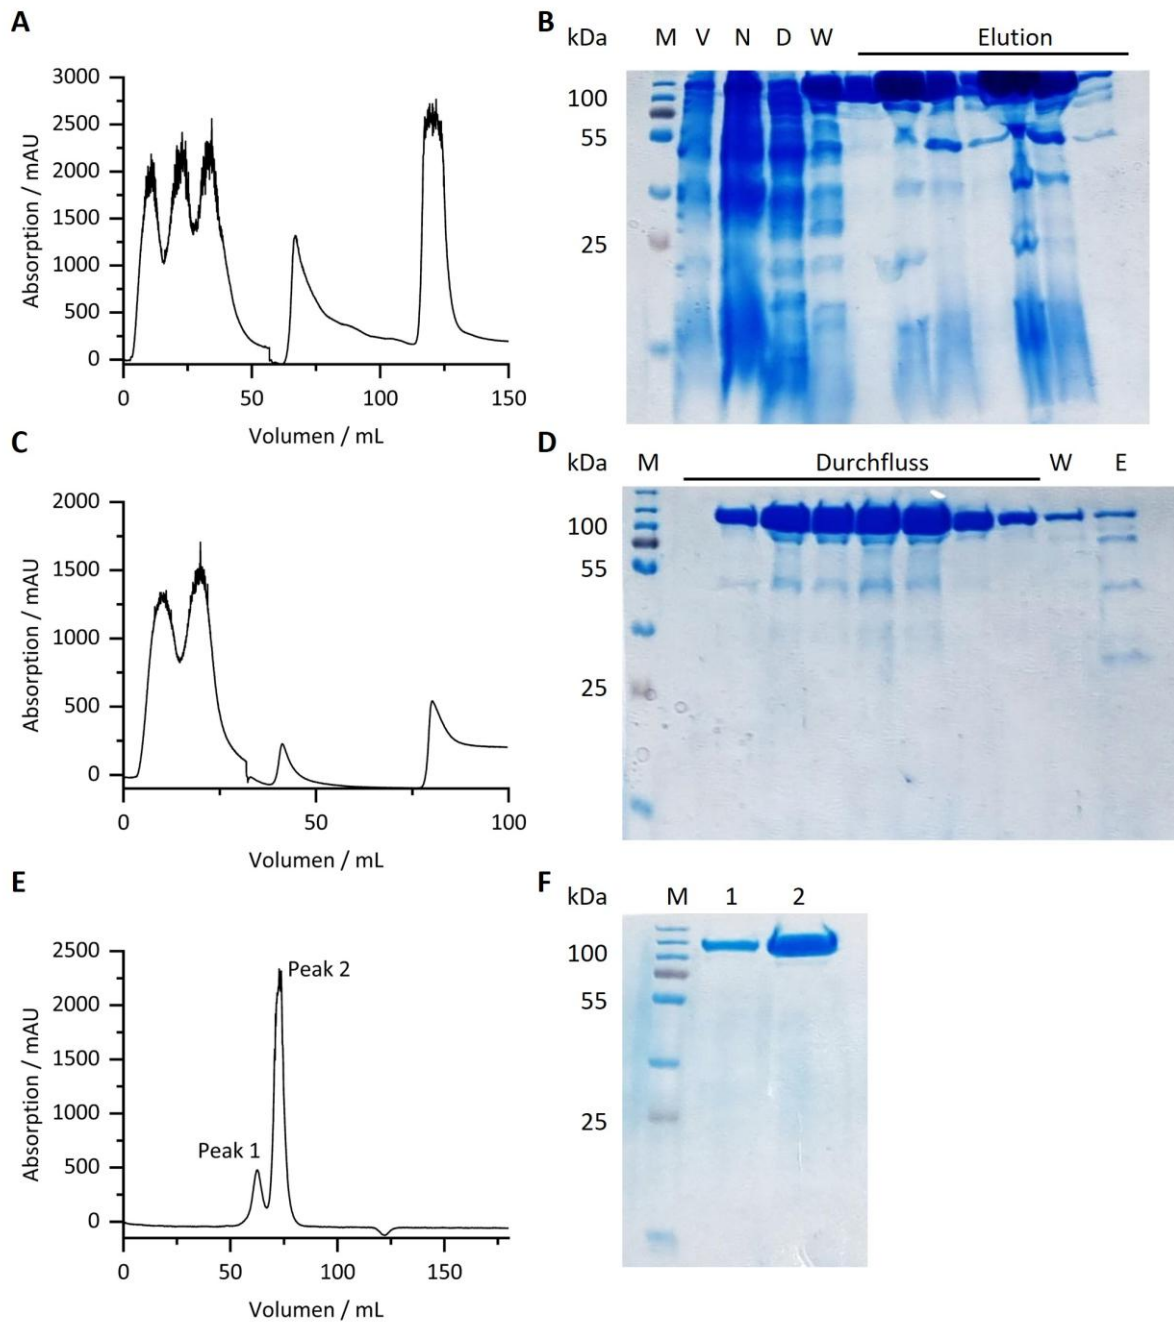 A
3000
2500
2000
1500
1000
500
0
Absorption / mAU
0 50 100 150
Volumen / mL
B
kDa M V N D W Elution
100
55
25
C
2000
1500
1000
500
0
Absorption / mAU
0 50 100
Volumen / mL
D
kDa M Durchfluss W E
100
55
25
E
2500
2000
1500
1000
500
0
Absorption / mAU
Peak 1
Peak 2
0 50 100 150
Volumen / mL
F
kDa M 1 2
100
55
25